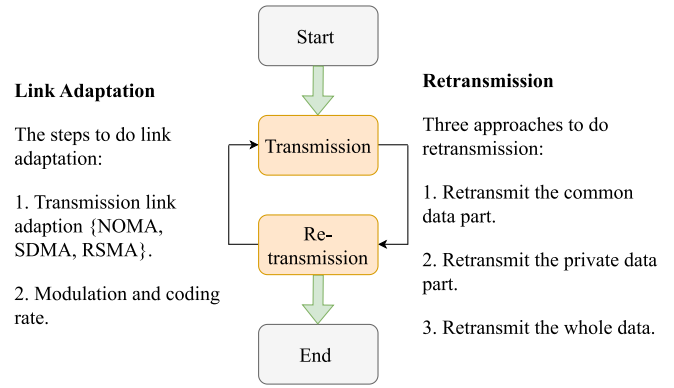 Start
Link Adaptation
The steps to do link
adaptation:
1. Transmission link
adaption {NOMA,
SDMA, RSMA}.
2. Modulation and coding
rate.
Transmission
Re-
transmission
End
Retransmission
Three approaches to do
retransmission:
1. Retransmit the common
data part.
2. Retransmit the private data
part.
3. Retransmit the whole data.